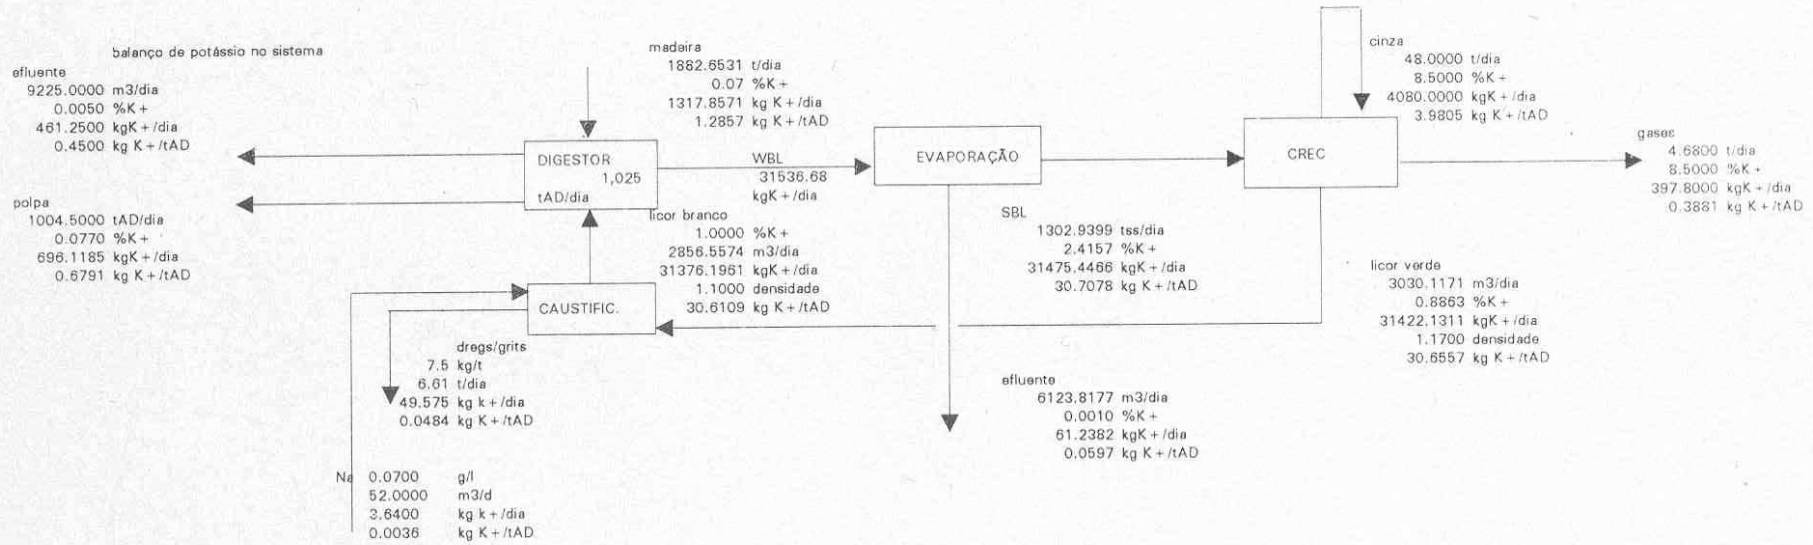 balanço de potássio no sistema
efluente
9225.0000 m3/dia
0.0050 %K+
461.2500 kgK+/dia
0.4500 kg K+/tAD
polpa
1004.5000 tAD/dia
0.0770 %K+
696.1185 kgK+/dia
0.6791 kg K+/tAD
madeira
1882.6531 t/dia
0.07 %K+
1317.8571 kg K+/dia
1.2857 kg K+/tAD
DIGESTOR
1,025
tAD/dia
WBL
31536.68
kgK+/dia
licor branco
1.0000 %K+
2856.5574 m3/dia
31376.1961 kgK+/dia
1.1000 densidade
30.6109 kg K+/tAD
CAUSTIFIC.
dregs/grits
7.5 kg/t
6.61 t/dia
49.575 kg k+/dia
0.0484 kg K+/tAD
Na 0.0700 g/l
52.0000 m3/d
3.6400 kg k+/dia
0.0036 kg K+/tAD
EVAPORAÇÃO
SBL
1302.9399 tss/dia
2.4157 %K+
31475.4466 kgK+/dia
30.7078 kg K+/tAD
efluente
6123.8177 m3/dia
0.0010 %K+
61.2382 kgK+/dia
0.0597 kg K+/tAD
cinza
48.0000 t/dia
8.5000 %K+
4080.0000 kgK+/dia
3.9805 kg K+/tAD
CREC
gases
4.6800 t/dia
8.5000 %K+
397.8000 kgK+/dia
0.3881 kg K+/tAD
licor verde
3030.1171 m3/dia
0.8863 %K+
31422.1311 kgK+/dia
1.1700 densidade
30.6557 kg K+/tAD